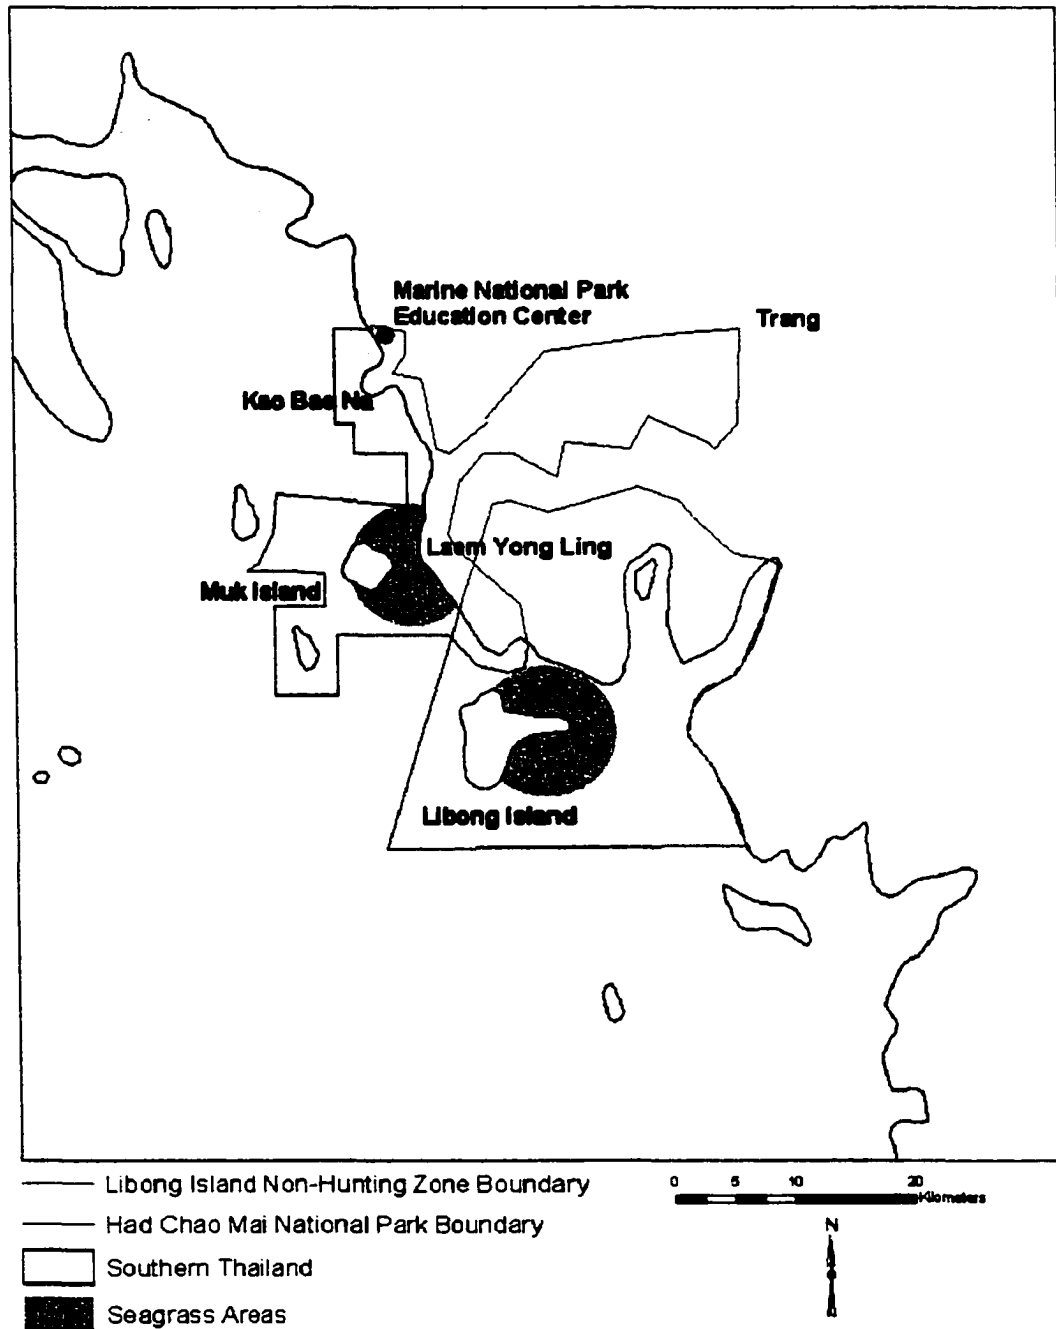 Marine National Park
Education Center
Trang
Kao Bae Na
Laem Yong Ling
Muk Island
Libong Island
Libong Island Non-Hunting Zone Boundary
Had Chao Mai National Park Boundary
Southern Thailand
Seagrass Areas
0 5 10 20
Kilometers
N